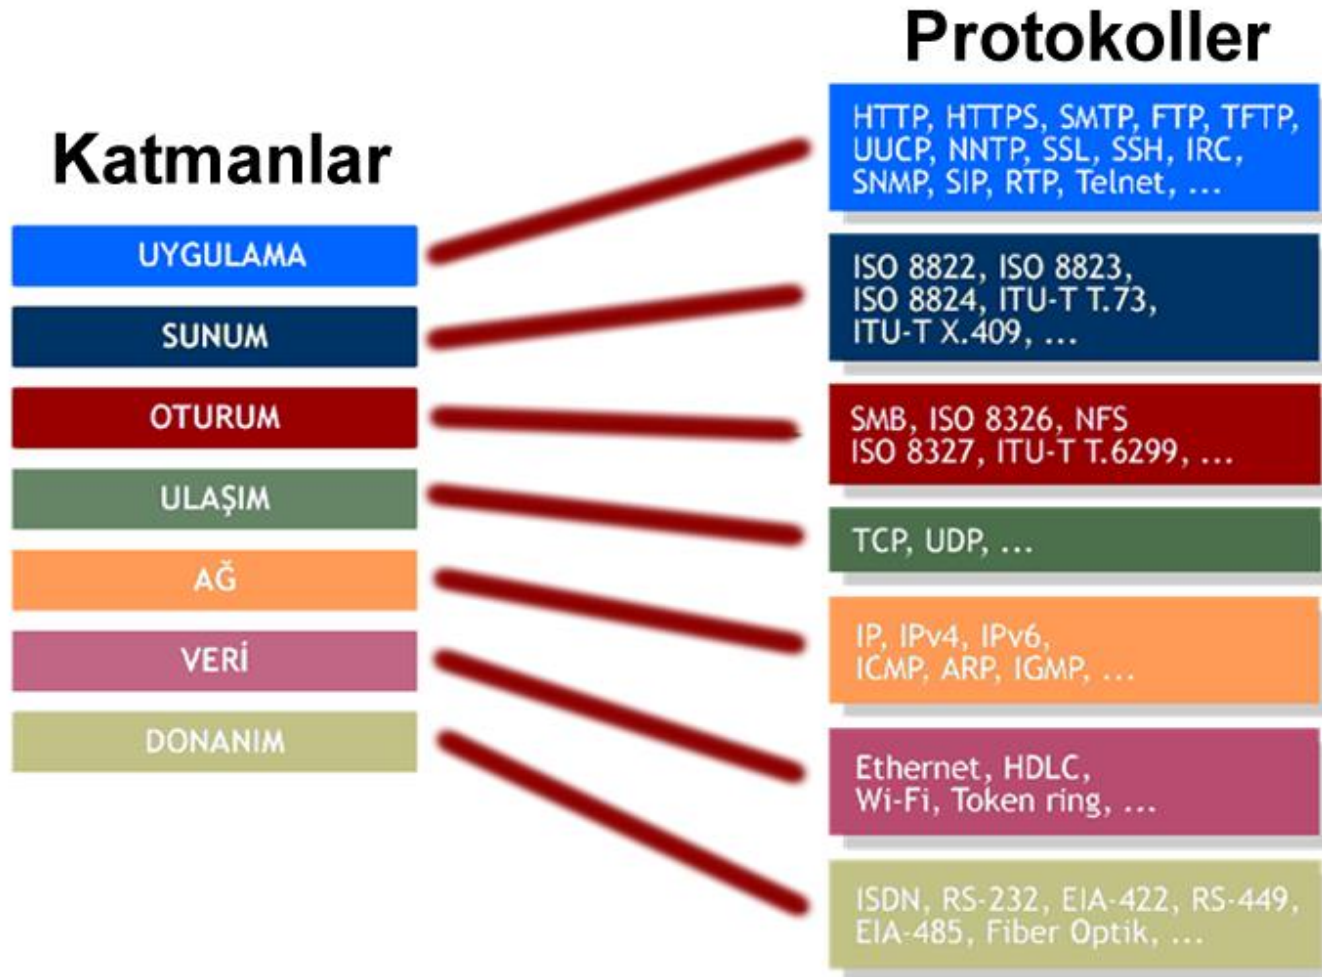 Protokoller
Katmanlar
UYGULAMA
SUNUM
OTURUM
ULAŞIM
AĞ
VERİ
DONANIM
HTTP, HTTPS, SMTP, FTP, TFTP,
UUCP, NNTP, SSL, SSH, IRC,
SNMP, SIP, RTP, Telnet, ...
ISO 8822, ISO 8823,
ISO 8824, ITU-T T.73,
ITU-T X.409, ...
SMB, ISO 8326, NFS
ISO 8327, ITU-T T.6299, ...
TCP, UDP, ...
IP, IPv4, IPv6,
ICMP, ARP, IGMP, ...
Ethernet, HDLC,
Wi-Fi, Token ring, ...
ISDN, RS-232, EIA-422, RS-449,
EIA-485, Fiber Optik, ...